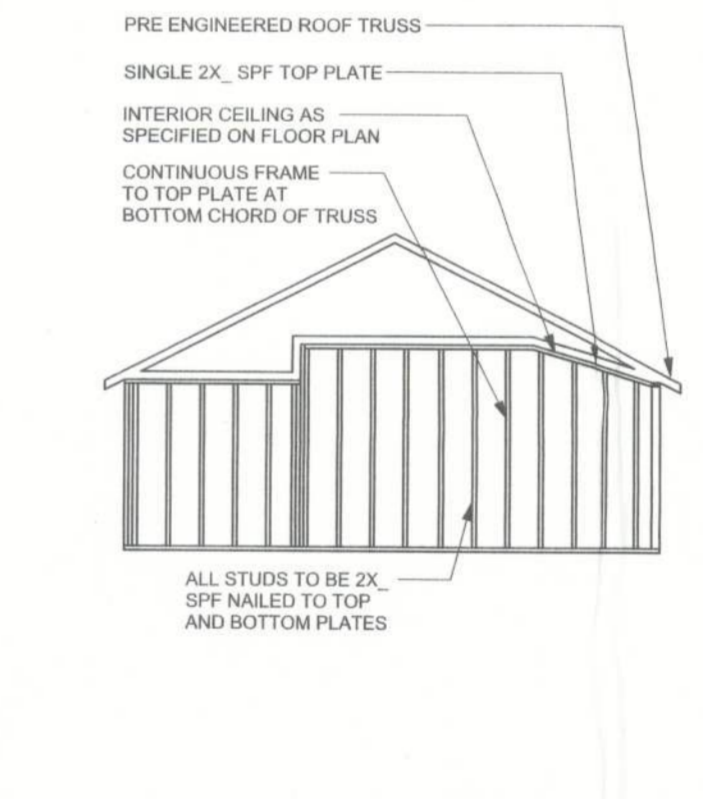 PRE ENGINEERED ROOF TRUSS
SINGLE 2X_ SPF TOP PLATE
INTERIOR CEILING AS
SPECIFIED ON FLOOR PLAN
CONTINUOUS FRAME
TO TOP PLATE AT
BOTTOM CHORD OF TRUSS
ALL STUDS TO BE 2X_
SPF NAILED TO TOP
AND BOTTOM PLATES